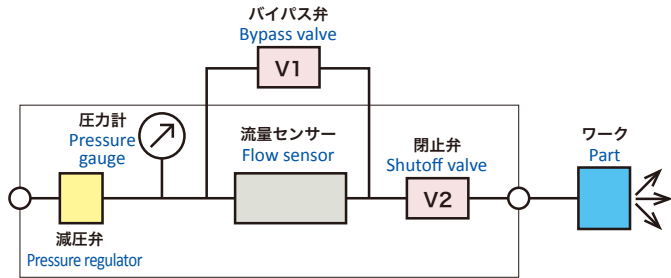 バイパス弁
Bypass valve
V1
圧力計
Pressure
gauge
流量センサー
Flow sensor
閉止弁
Shutoff valve
V2
ワーク
Part
減圧弁
Pressure regulator